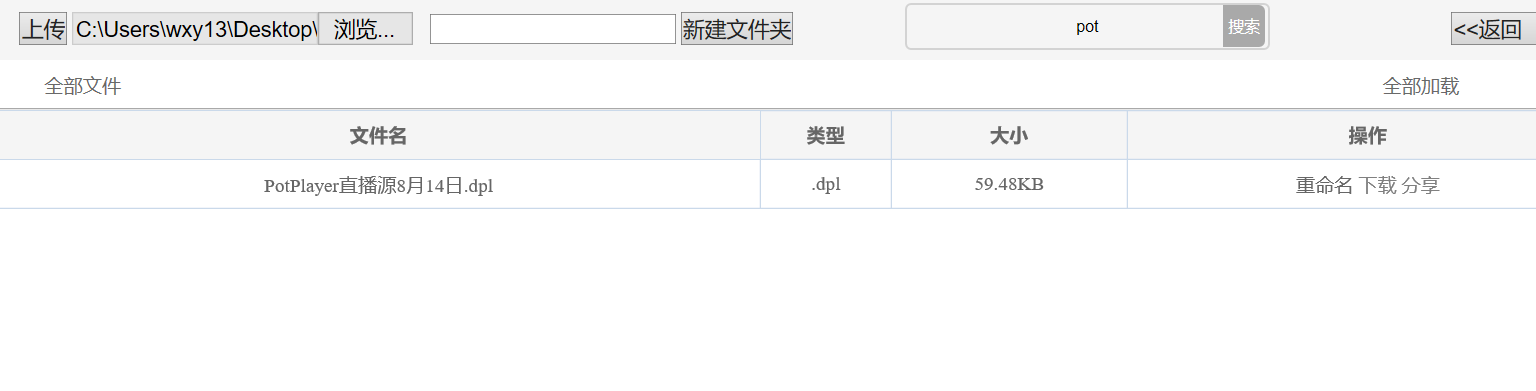 上传 C:\Users\wxy13\Desktop\ 浏览... 新建文件夹 pot 搜索 <<返回
全部文件 全部加载
文件名 类型 大小 操作
PotPlayer直播源8月14日.dpl .dpl 59.48KB 重命名 下载 分享